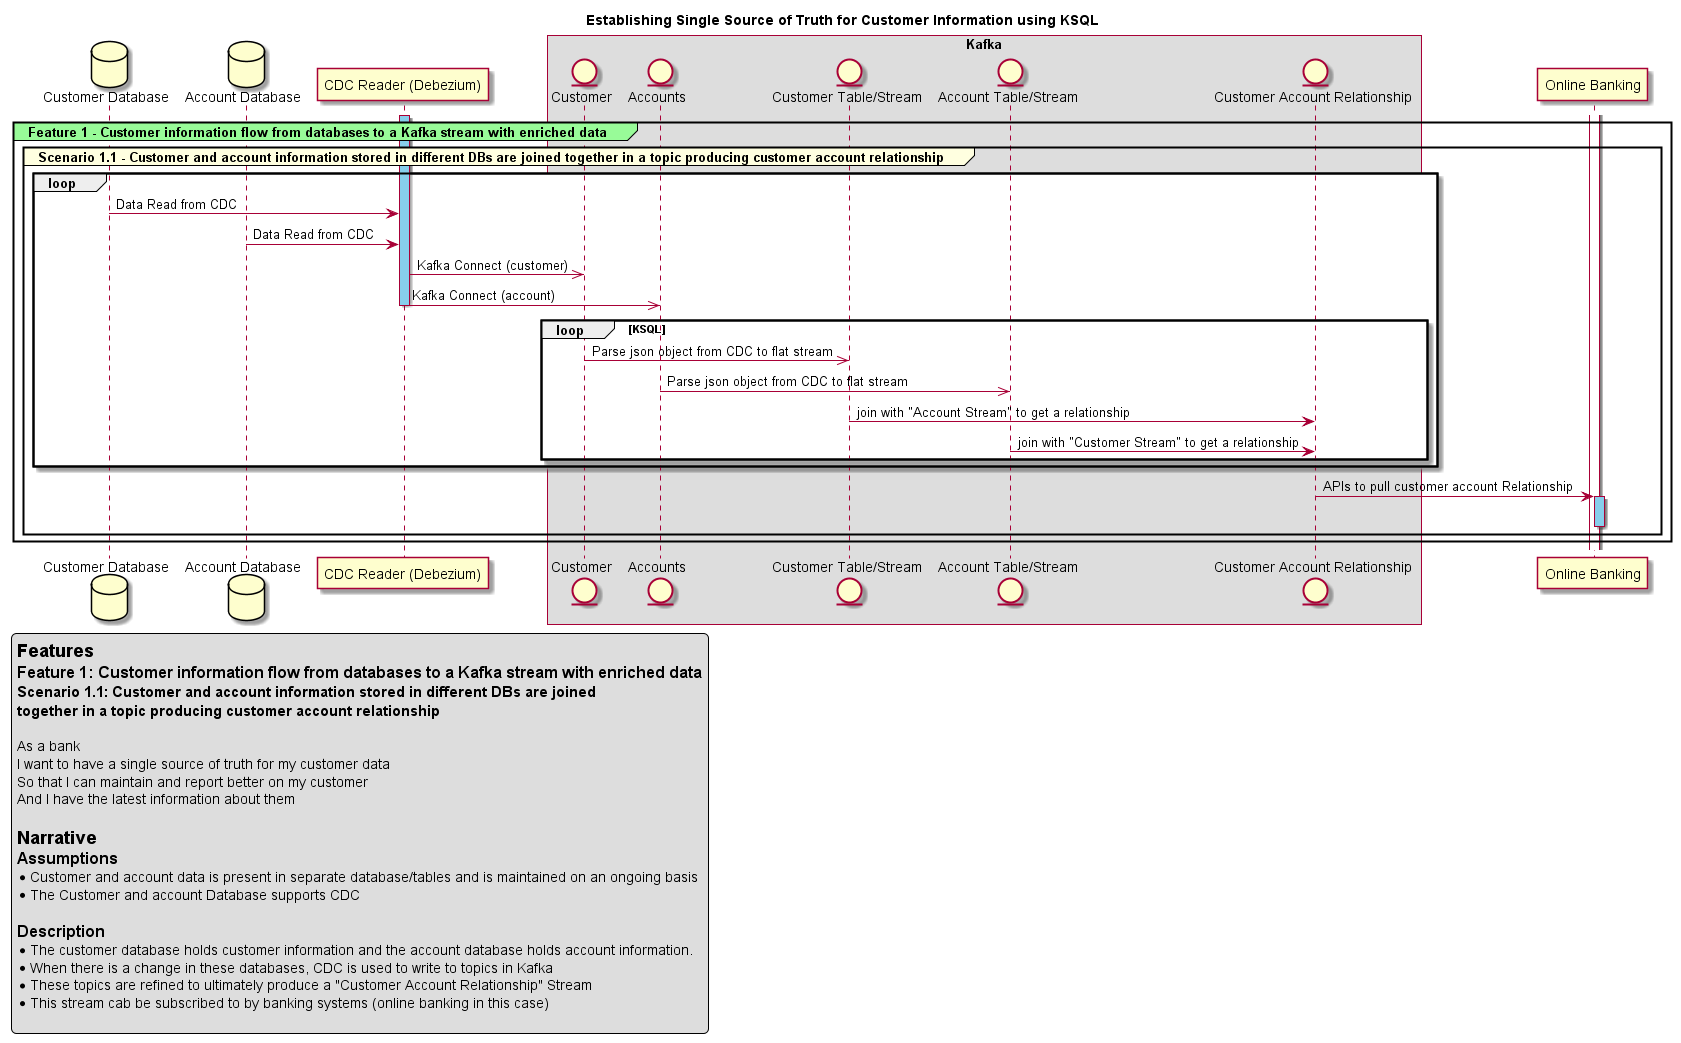 Establishing Single Source of Truth for Customer Information using KSQL
Kafka
Customer Database
Account Database
CDC Reader (Debezium)
Customer
Accounts
Customer Table/Stream
Account Table/Stream
Customer Account Relationship
Online Banking
Feature 1 - Customer information flow from databases to a Kafka stream with enriched data
Scenario 1.1 - Customer and account information stored in different DBs are joined together in a topic producing customer account relationship
loop
Data Read from CDC
Data Read from CDC
Kafka Connect (customer)
Kafka Connect (account)
loop [KSQL]
Parse json object from CDC to flat stream
Parse json object from CDC to flat stream
join with "Account Stream" to get a relationship
join with "Customer Stream" to get a relationship
APIs to pull customer account Relationship
Customer Database
Account Database
CDC Reader (Debezium)
Customer
Accounts
Customer Table/Stream
Account Table/Stream
Customer Account Relationship
Online Banking
Features
Feature 1: Customer information flow from databases to a Kafka stream with enriched data
Scenario 1.1: Customer and account information stored in different DBs are joined
together in a topic producing customer account relationship
As a bank
I want to have a single source of truth for my customer data
So that I can maintain and report better on my customer
And I have the latest information about them
Narrative
Assumptions
• Customer and account data is present in separate database/tables and is maintained on an ongoing basis
• The Customer and account Database supports CDC
Description
• The customer database holds customer information and the account database holds account information.
• When there is a change in these databases, CDC is used to write to topics in Kafka
• These topics are refined to ultimately produce a "Customer Account Relationship" Stream
• This stream cab be subscribed to by banking systems (online banking in this case)